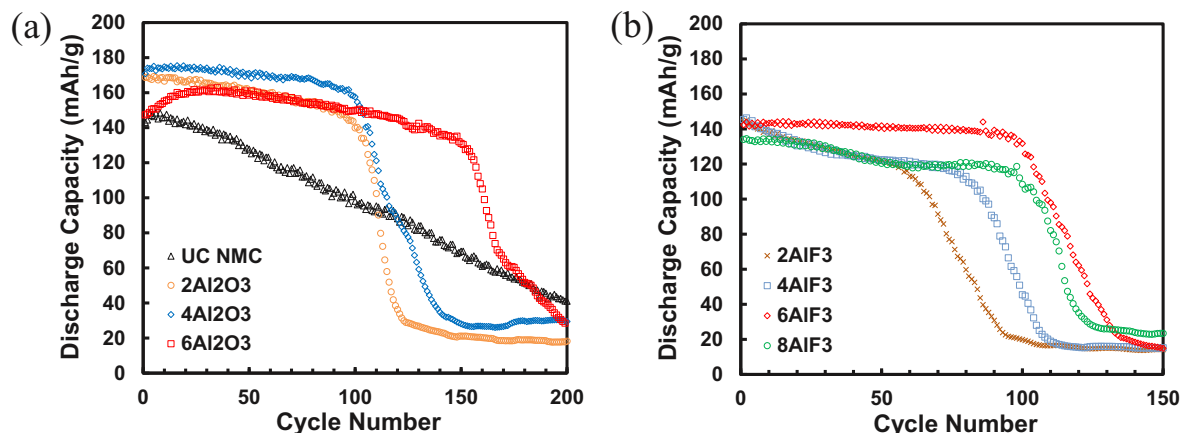 (a)
Discharge Capacity (mAh/g)
200
180
160
140
120
100
80
60
40
20
0
UC NMC
2Al2O3
4Al2O3
6Al2O3
0
50
100
150
200
Cycle Number
(b)
Discharge Capacity (mAh/g)
200
180
160
140
120
100
80
60
40
20
0
2AlF3
4AlF3
6AlF3
8AlF3
0
50
100
150
Cycle Number